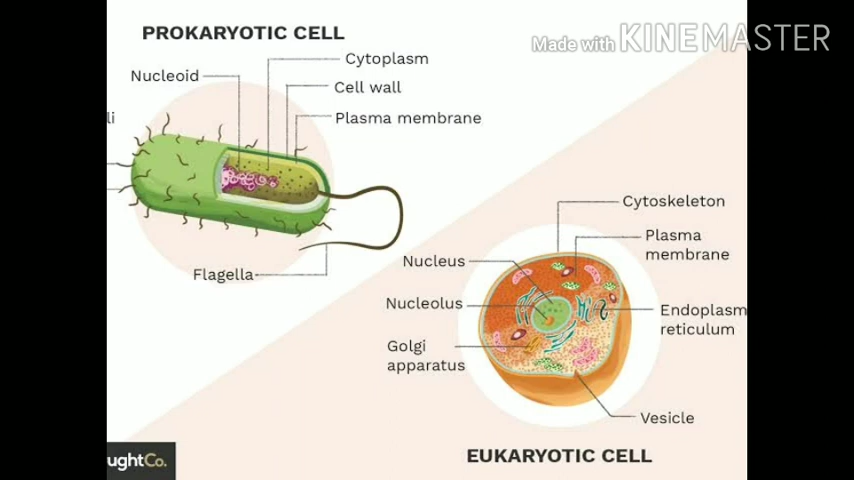 PROKARYOTIC CELL
Made with KINEMASTER
Cytoplasm
Nucleoid
Cell wall
li
Plasma membrane
Flagella
Cytoskeleton
Plasma
membrane
Nucleus
Nucleolus
Endoplasm
reticulum
Golgi
apparatus
Vesicle
EUKARYOTIC CELL
ughtCo.